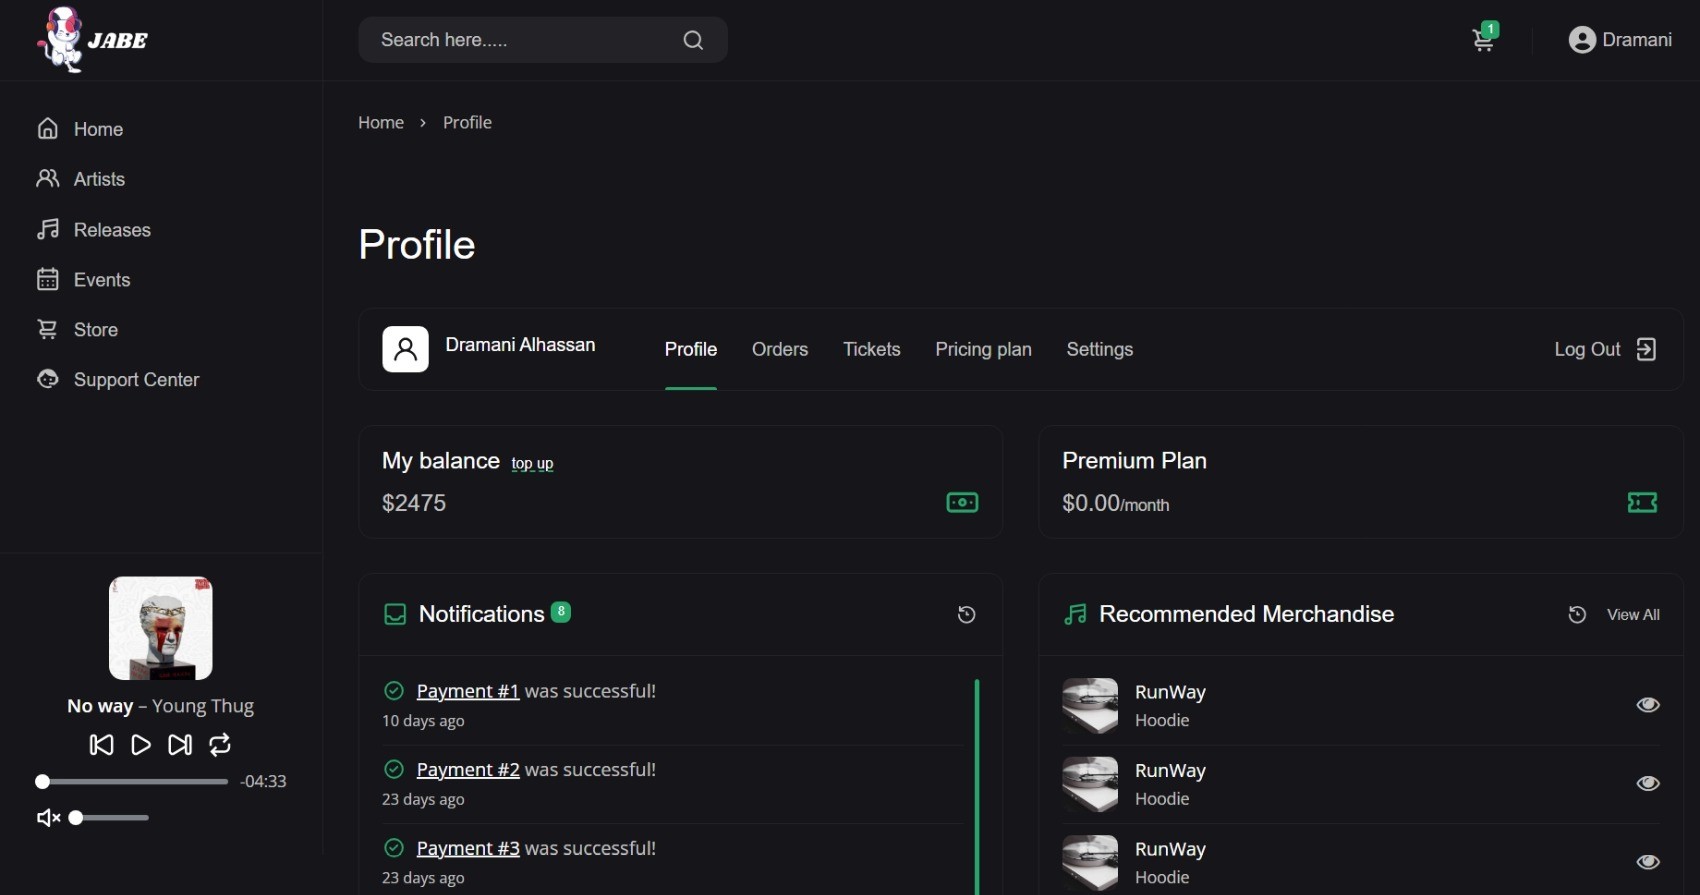 JABE
Search here.....
1
Dramani
Home
Artists
Releases
Events
Store
Support Center
Home › Profile
Profile
Dramani Alhassan
Profile
Orders
Tickets
Pricing plan
Settings
Log Out
My balance top up
$2475
Premium Plan
$0.00/month
Notifications 8
Payment #1 was successful!
10 days ago
Payment #2 was successful!
23 days ago
Payment #3 was successful!
23 days ago
Recommended Merchandise
View All
RunWay
Hoodie
RunWay
Hoodie
RunWay
Hoodie
No way – Young Thug
-04:33